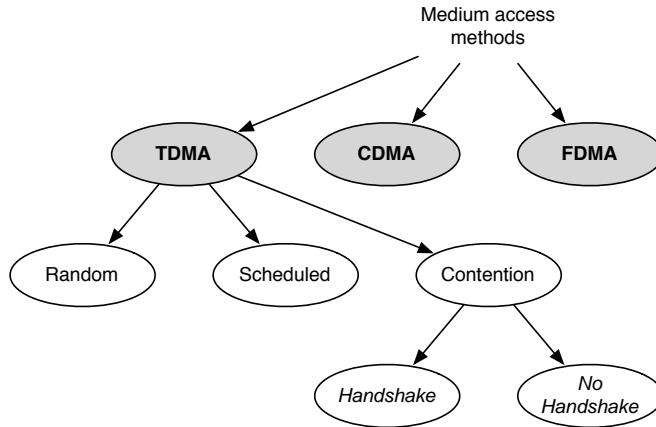 Medium access
methods
TDMA
CDMA
FDMA
Random
Scheduled
Contention
Handshake
No
Handshake